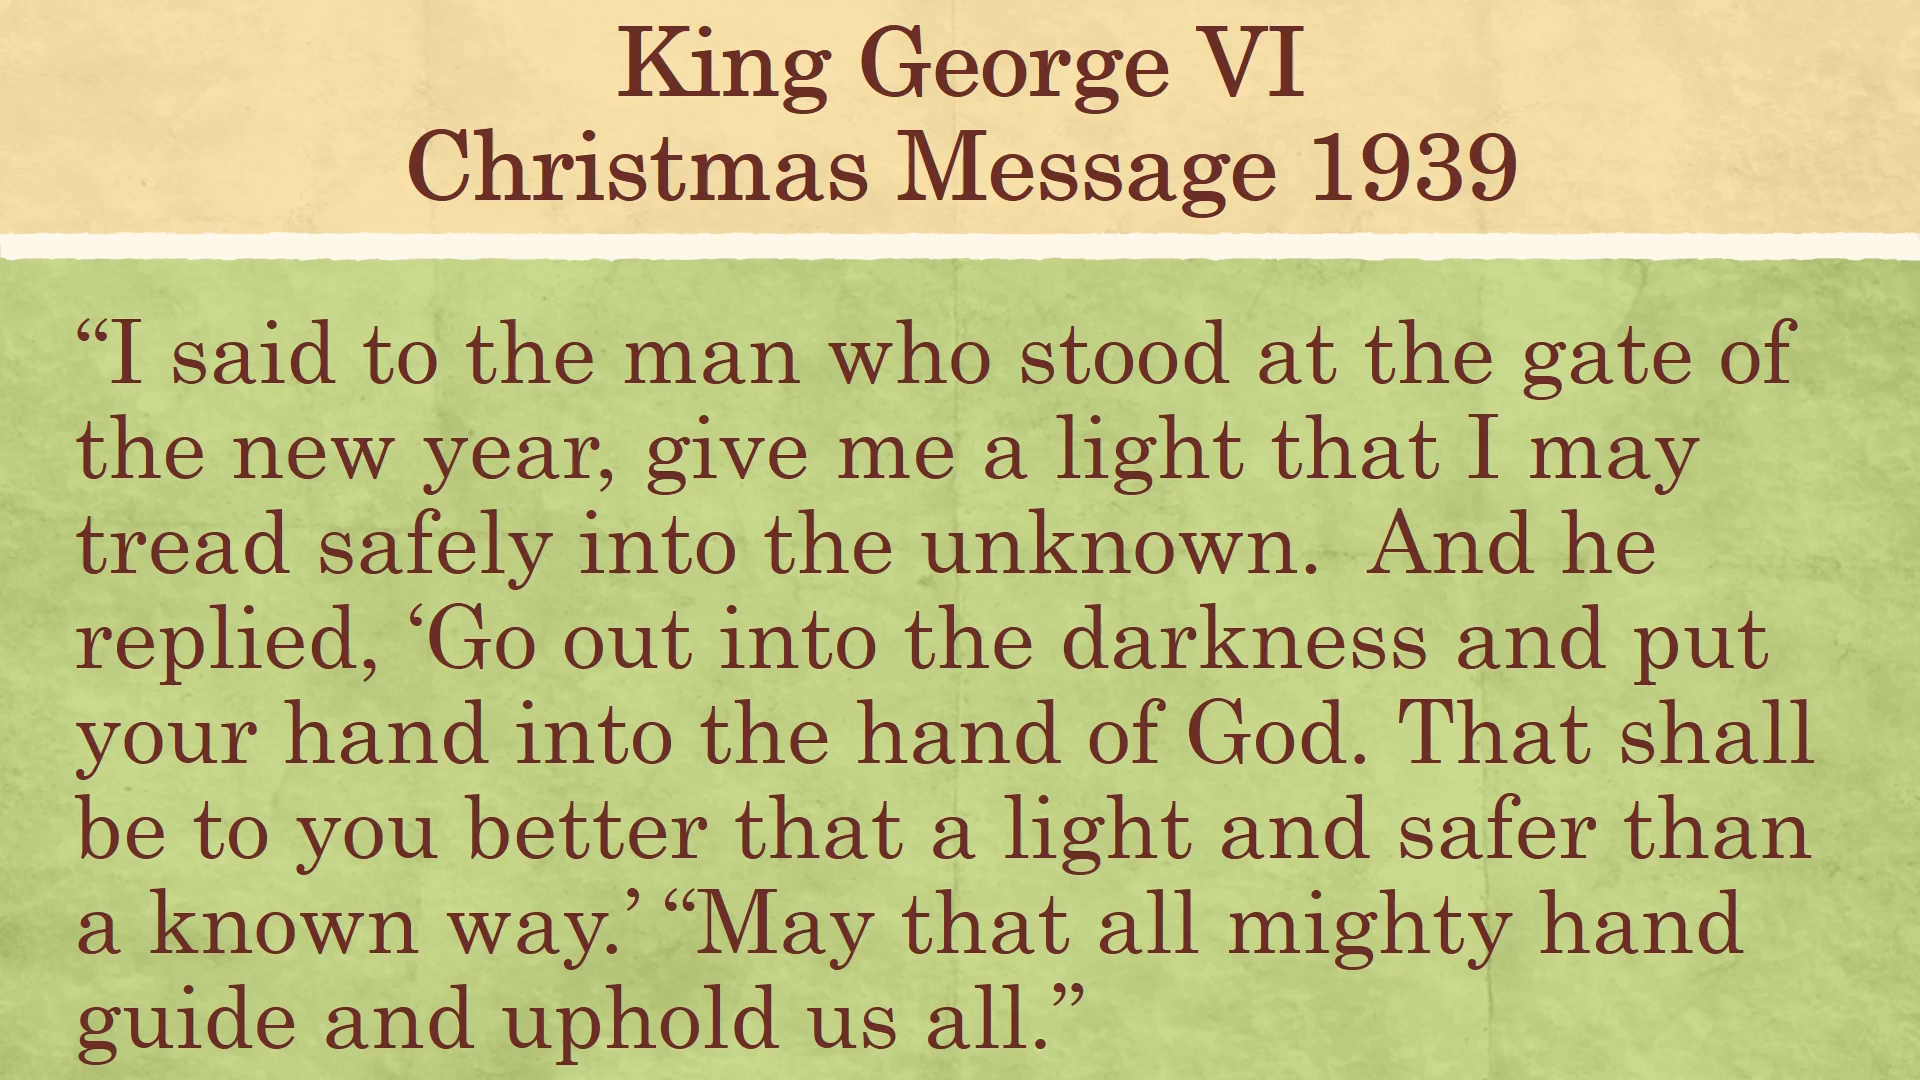 King George VI
Christmas Message 1939
“I said to the man who stood at the gate of
the new year, give me a light that I may
tread safely into the unknown.  And he
replied, ‘Go out into the darkness and put
your hand into the hand of God. That shall
be to you better that a light and safer than
a known way.’ “May that all mighty hand
guide and uphold us all.”